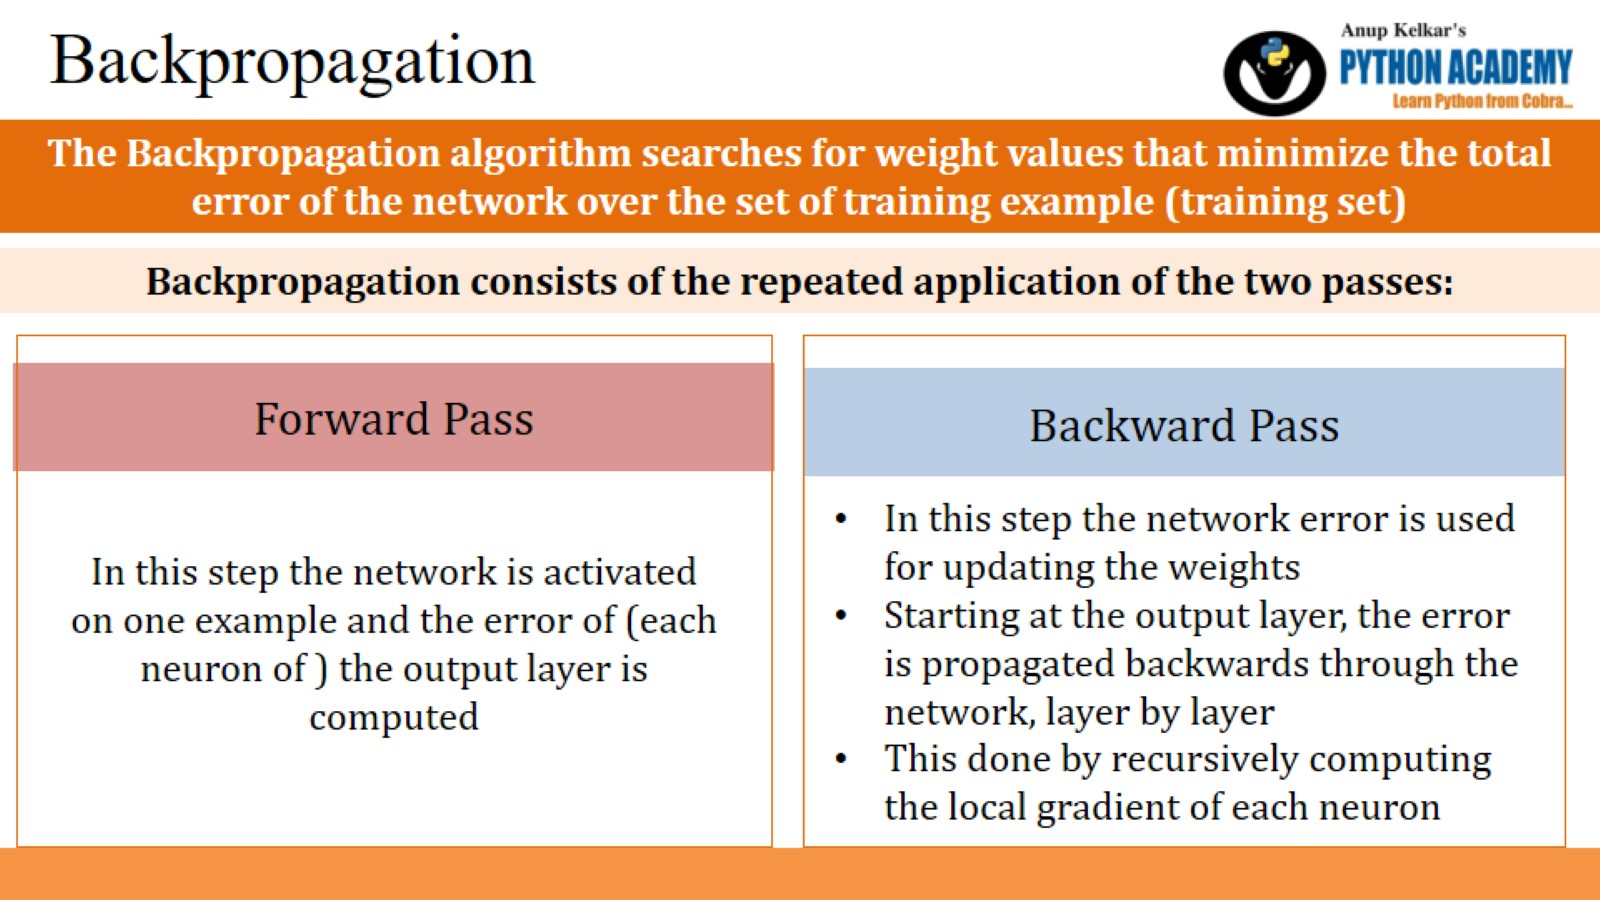 Backpropagation
Anup Kelkar's
PYTHON ACADEMY
Learn Python from Cobra...
The Backpropagation algorithm searches for weight values that minimize the total
error of the network over the set of training example (training set)
Backpropagation consists of the repeated application of the two passes:
Forward Pass
In this step the network is activated
on one example and the error of (each
neuron of ) the output layer is
computed
Backward Pass
• In this step the network error is used
for updating the weights
• Starting at the output layer, the error
is propagated backwards through the
network, layer by layer
• This done by recursively computing
the local gradient of each neuron